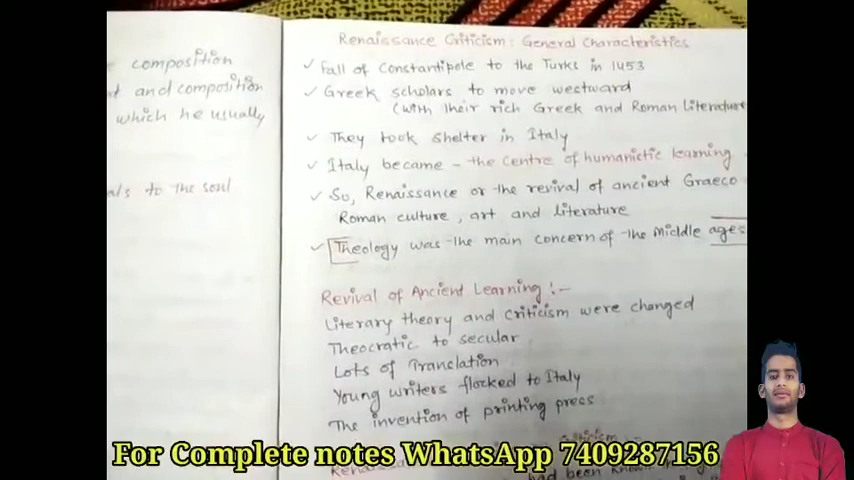 composition
t and composition
which he usually
als to the soul
Renaissance Criticism: General Characteristics
✓ Fall of Constantipole to the Turks in 1453
✓ Greek scholars to move westward
(with their rich Greek and Roman Literature
✓ They took shelter in Italy
✓ Italy became - the centre of humanistic learning
✓ So, Renaissance or the revival of ancient Graeco
Roman culture, art and literature
✓ Theology was the main concern of the Middle ages
Revival of Ancient Learning :-
Literary theory and criticism were changed
Theocratic to secular
Lots of Translation
Young writers flocked to Italy
The invention of printing press
For Complete notes WhatsApp 7409287156
had been known